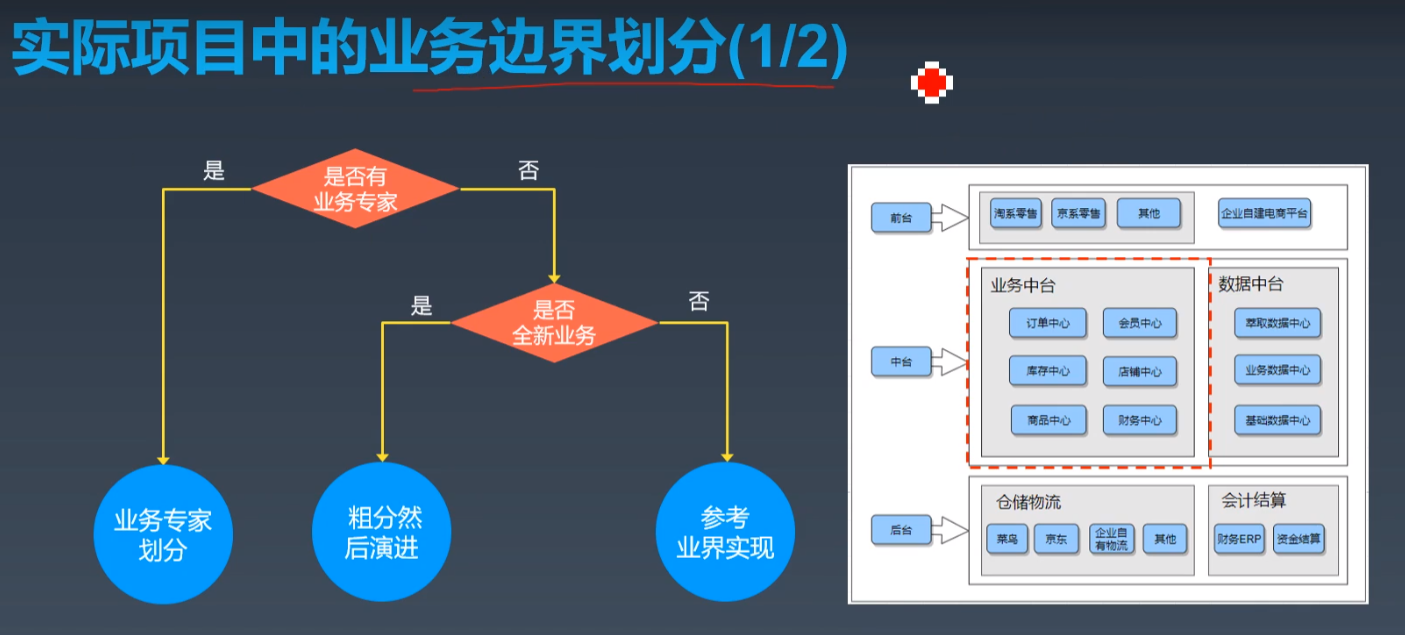 实际项目中的业务边界划分(1/2)
是
是否有
业务专家
否
是
是否
全新业务
否
业务专家
划分
粗分然
后演进
参考
业界实现
前台
淘系零售
京系零售
其他
企业自建电商平台
中台
业务中台
订单中心
会员中心
库存中心
店铺中心
商品中心
财务中心
数据中台
萃取数据中心
业务数据中心
基础数据中心
后台
仓储物流
菜鸟
京东
企业自
有物流
其他
会计结算
财务ERP
资金结算